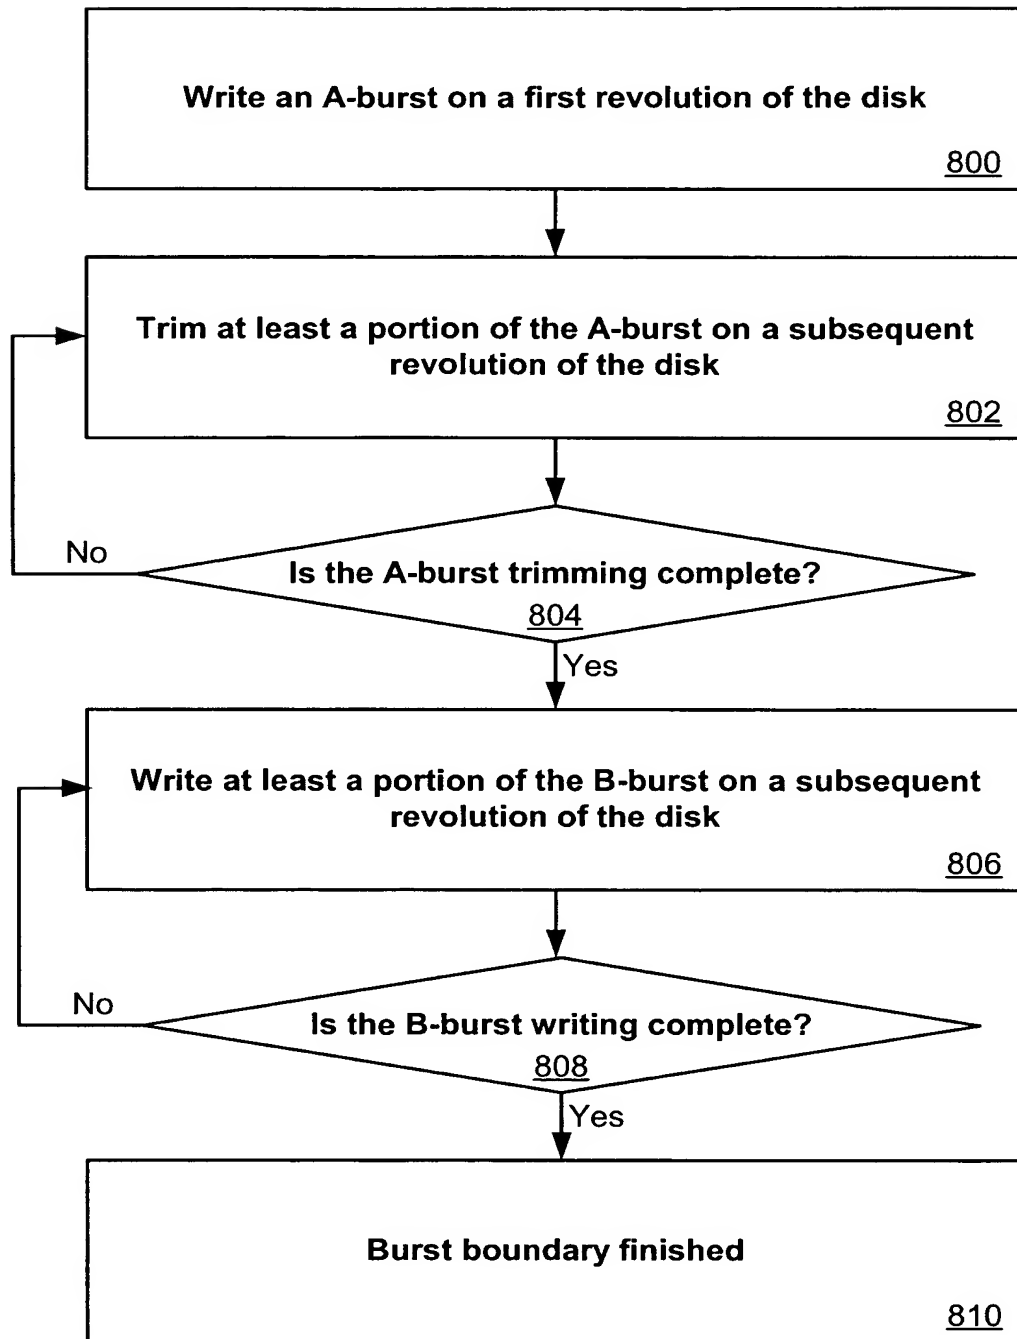 Write an A-burst on a first revolution of the disk
800
Trim at least a portion of the A-burst on a subsequent
revolution of the disk
802
No
Is the A-burst trimming complete?
804
Yes
Write at least a portion of the B-burst on a subsequent
revolution of the disk
806
No
Is the B-burst writing complete?
808
Yes
Burst boundary finished
810